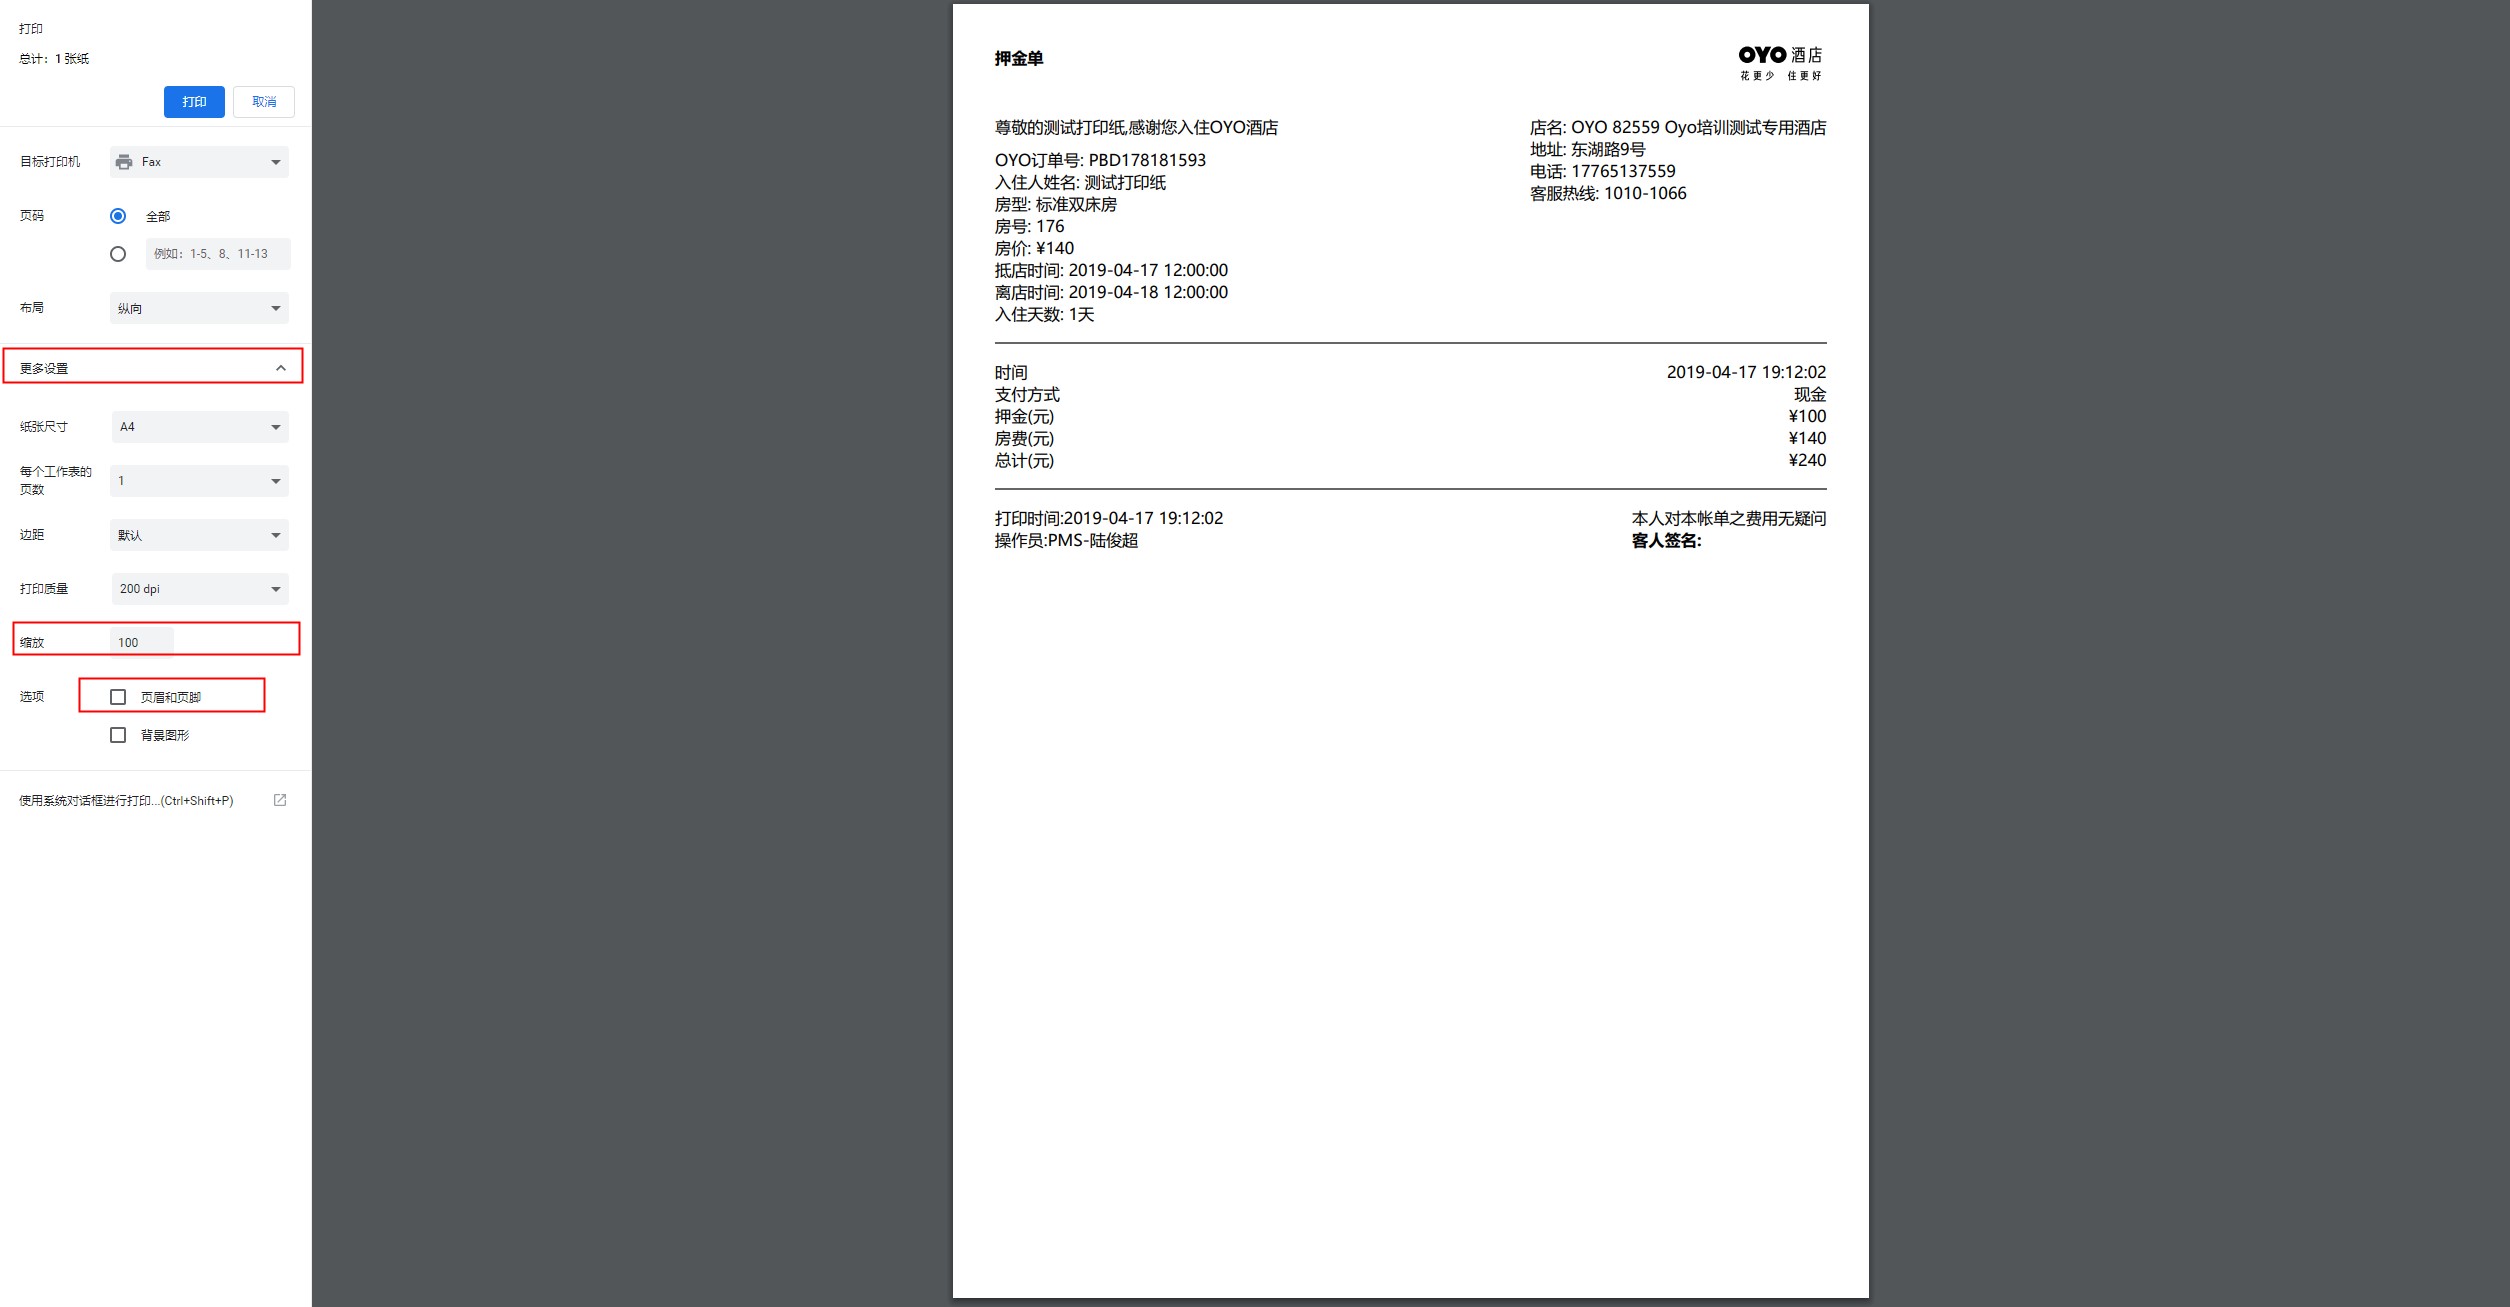 打印
总计：1 张纸
打印
取消
目标打印机
Fax
页码
全部
例如：1-5、8、11-13
布局
纵向
更多设置
纸张尺寸
A4
每个工作表的
页数
1
边距
默认
打印质量
200 dpi
缩放
100
选项
页眉和页脚
背景图形
使用系统对话框进行打印...(Ctrl+Shift+P)
押金单
OYO 酒店
花更少 住更好
尊敬的测试打印纸,感谢您入住OYO酒店
OYO订单号: PBD178181593
入住人姓名: 测试打印纸
房型: 标准双床房
房号: 176
房价: ¥140
抵店时间: 2019-04-17 12:00:00
离店时间: 2019-04-18 12:00:00
入住天数: 1天
店名: OYO 82559 Oyo培训测试专用酒店
地址: 东湖路9号
电话: 17765137559
客服热线: 1010-1066
时间 2019-04-17 19:12:02
支付方式 现金
押金(元) ¥100
房费(元) ¥140
总计(元) ¥240
打印时间:2019-04-17 19:12:02
操作员:PMS-陆俊超
本人对本帐单之费用无疑问
客人签名: